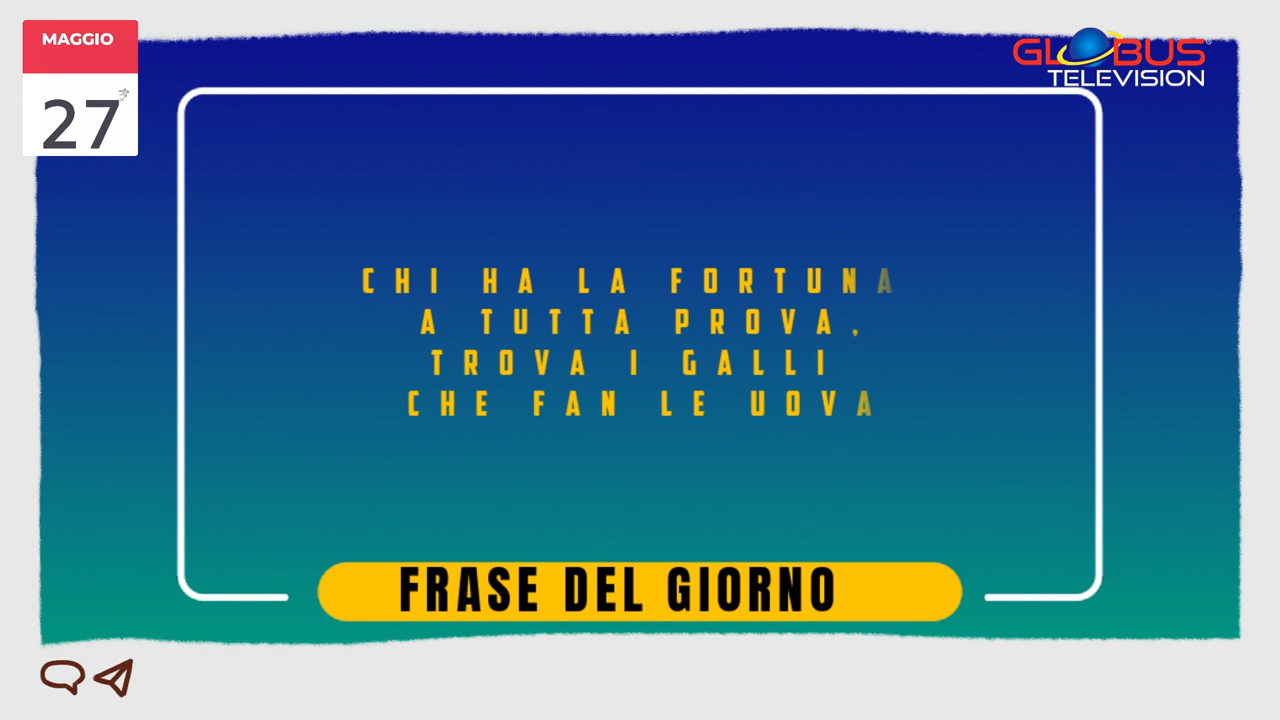 MAGGIO
27
GLOBUS
TELEVISION
CHI HA LA FORTUNA
A TUTTA PROVA,
TROVA I GALLI
CHE FAN LE UOVA
FRASE DEL GIORNO